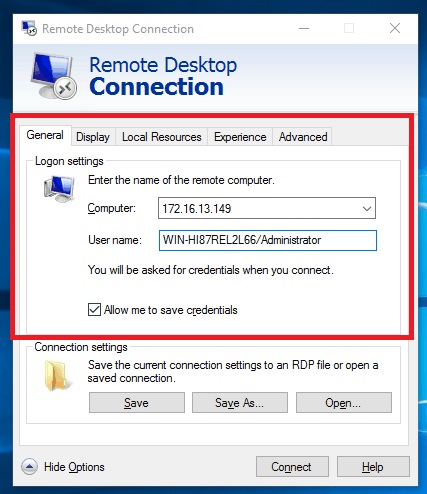 Remote Desktop Connection
Remote Desktop
Connection
General Display Local Resources Experience Advanced
Logon settings
Enter the name of the remote computer.
Computer: 172.16.13.149
User name: WIN-HI87REL2L66/Administrator
You will be asked for credentials when you connect.
Allow me to save credentials
Connection settings
Save the current connection settings to an RDP file or open a
saved connection.
Save Save As... Open...
Hide Options Connect Help